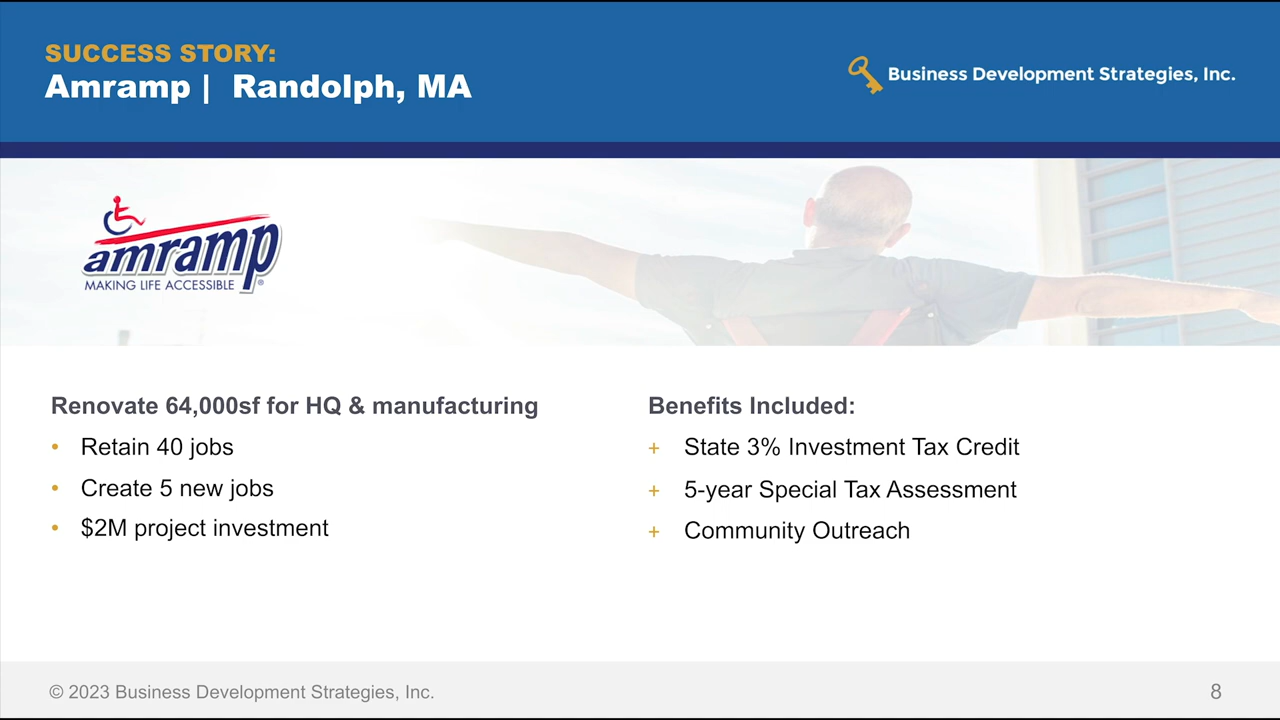 SUCCESS STORY:
Amramp | Randolph, MA
Business Development Strategies, Inc.
amramp
MAKING LIFE ACCESSIBLE ®
Renovate 64,000sf for HQ & manufacturing
• Retain 40 jobs
• Create 5 new jobs
• $2M project investment
Benefits Included:
+ State 3% Investment Tax Credit
+ 5-year Special Tax Assessment
+ Community Outreach
© 2023 Business Development Strategies, Inc.
8